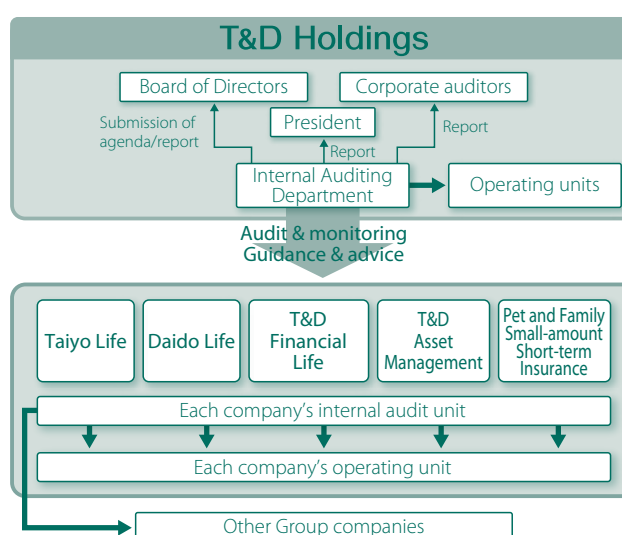 T&D Holdings
Board of Directors
Corporate auditors
Submission of
agenda/report
President
Report
Report
Internal Auditing
Department
Operating units
Audit & monitoring
Guidance & advice
Taiyo Life
Daido Life
T&D
Financial
Life
T&D
Asset
Management
Pet and Family
Small-amount
Short-term
Insurance
Each company's internal audit unit
Each company's operating unit
Other Group companies